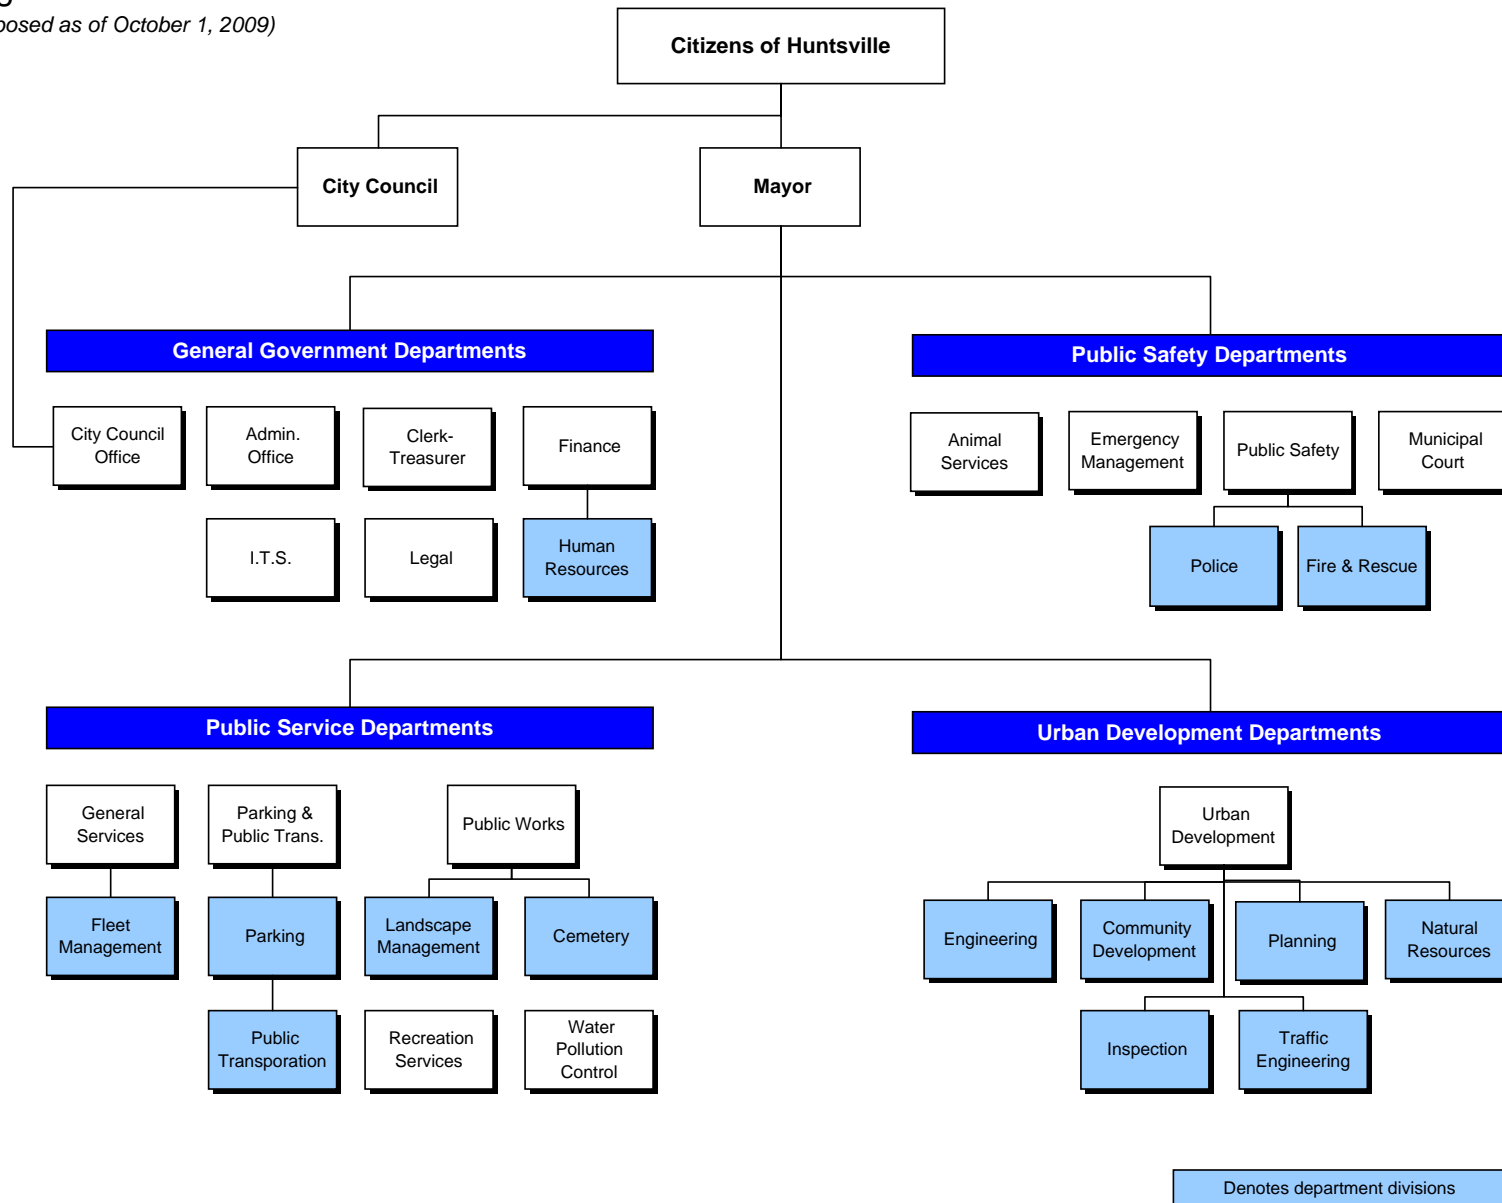 posed as of October 1, 2009)
Citizens of Huntsville
City Council
Mayor
General Government Departments
Public Safety Departments
City Council
Office
Admin.
Office
Clerk-
Treasurer
Finance
Animal
Services
Emergency
Management
Public Safety
Municipal
Court
I.T.S.
Legal
Human
Resources
Police
Fire & Rescue
Public Service Departments
Urban Development Departments
General
Services
Parking &
Public Trans.
Public Works
Urban
Development
Fleet
Management
Parking
Landscape
Management
Cemetery
Engineering
Community
Development
Planning
Natural
Resources
Public
Transporation
Recreation
Services
Water
Pollution
Control
Inspection
Traffic
Engineering
Denotes department divisions